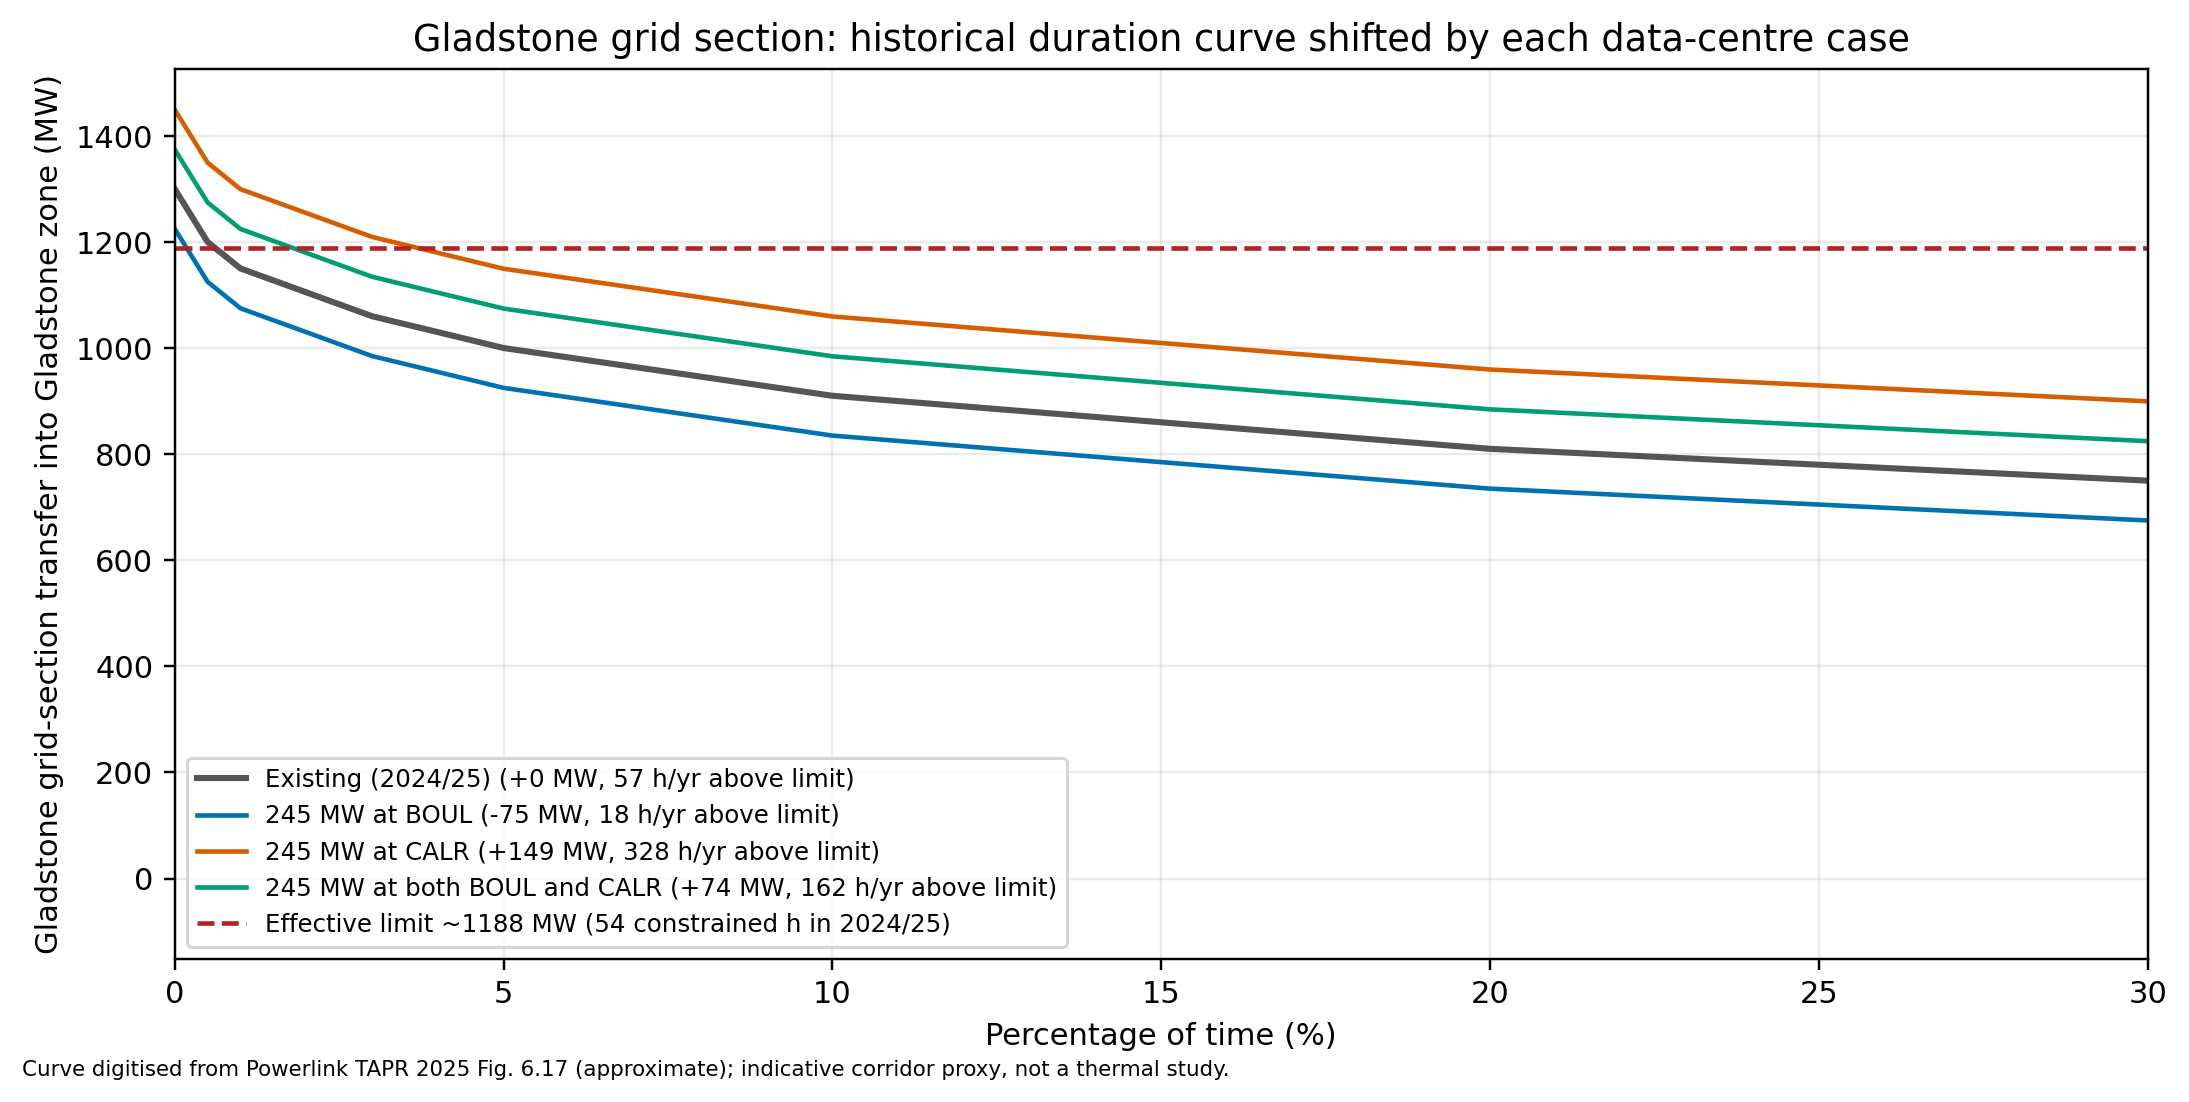 Gladstone grid section: historical duration curve shifted by each data-centre case
Gladstone grid-section transfer into Gladstone zone (MW)
1400
1200
1000
800
600
400
200
0
Existing (2024/25) (+0 MW, 57 h/yr above limit)
245 MW at BOUL (-75 MW, 18 h/yr above limit)
245 MW at CALR (+149 MW, 328 h/yr above limit)
245 MW at both BOUL and CALR (+74 MW, 162 h/yr above limit)
Effective limit ~1188 MW (54 constrained h in 2024/25)
0 5 10 15 20 25 30
Percentage of time (%)
Curve digitised from Powerlink TAPR 2025 Fig. 6.17 (approximate); indicative corridor proxy, not a thermal study.